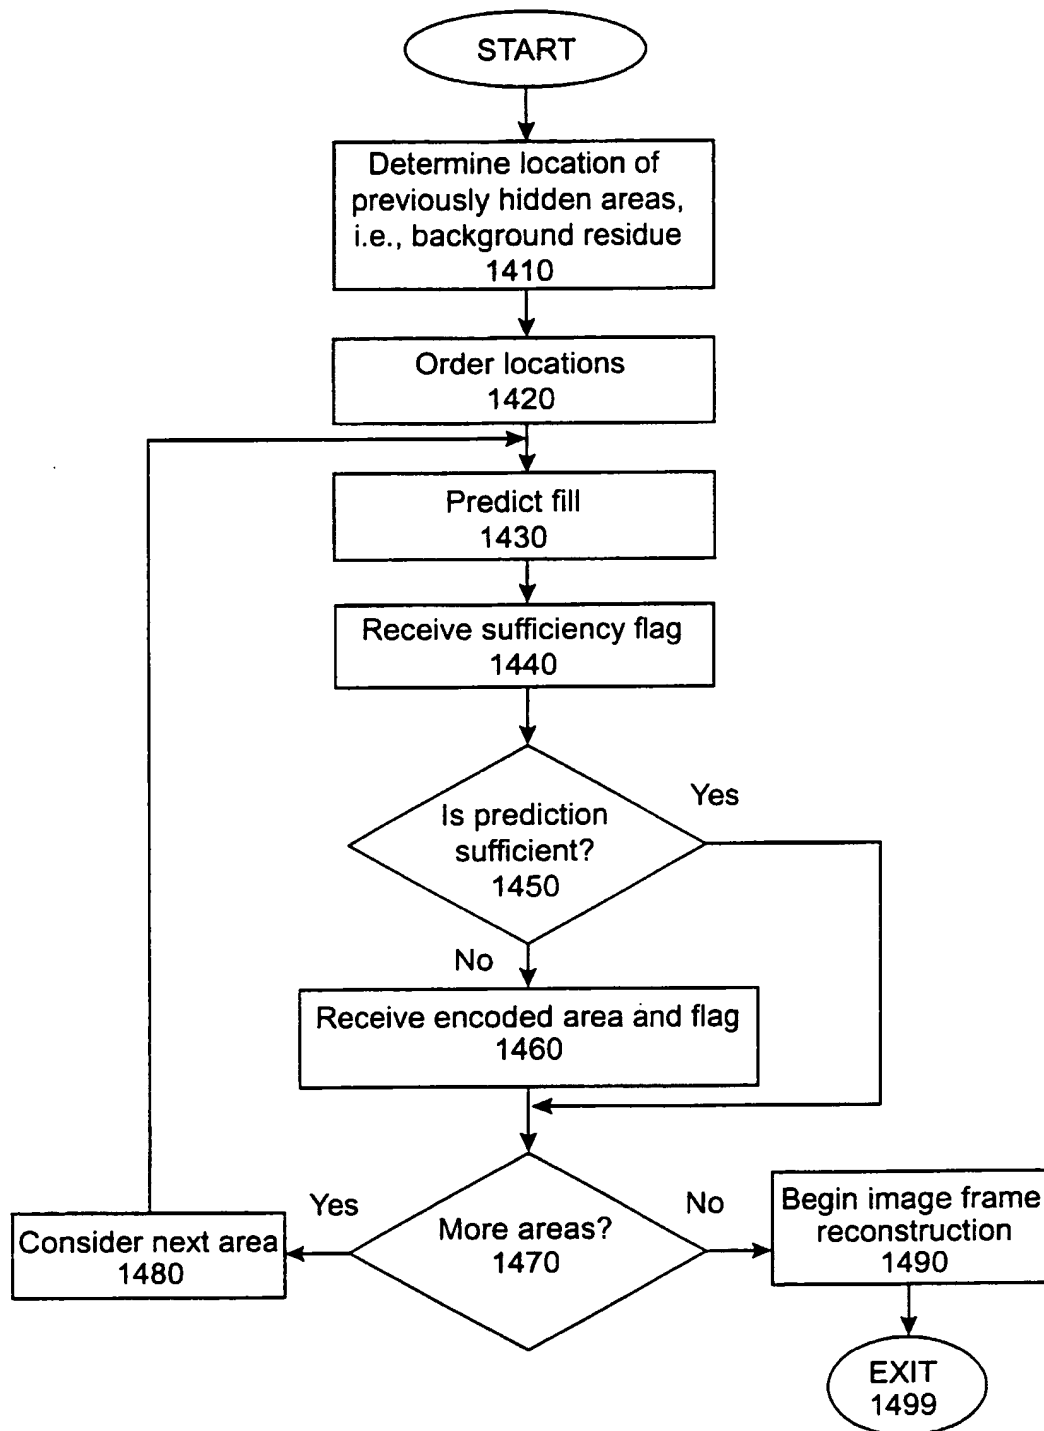 START
Determine location of
previously hidden areas,
i.e., background residue
1410
Order locations
1420
Predict fill
1430
Receive sufficiency flag
1440
Is prediction
sufficient?
1450
Yes
No
Receive encoded area and flag
1460
More areas?
1470
Yes
No
Consider next area
1480
Begin image frame
reconstruction
1490
EXIT
1499